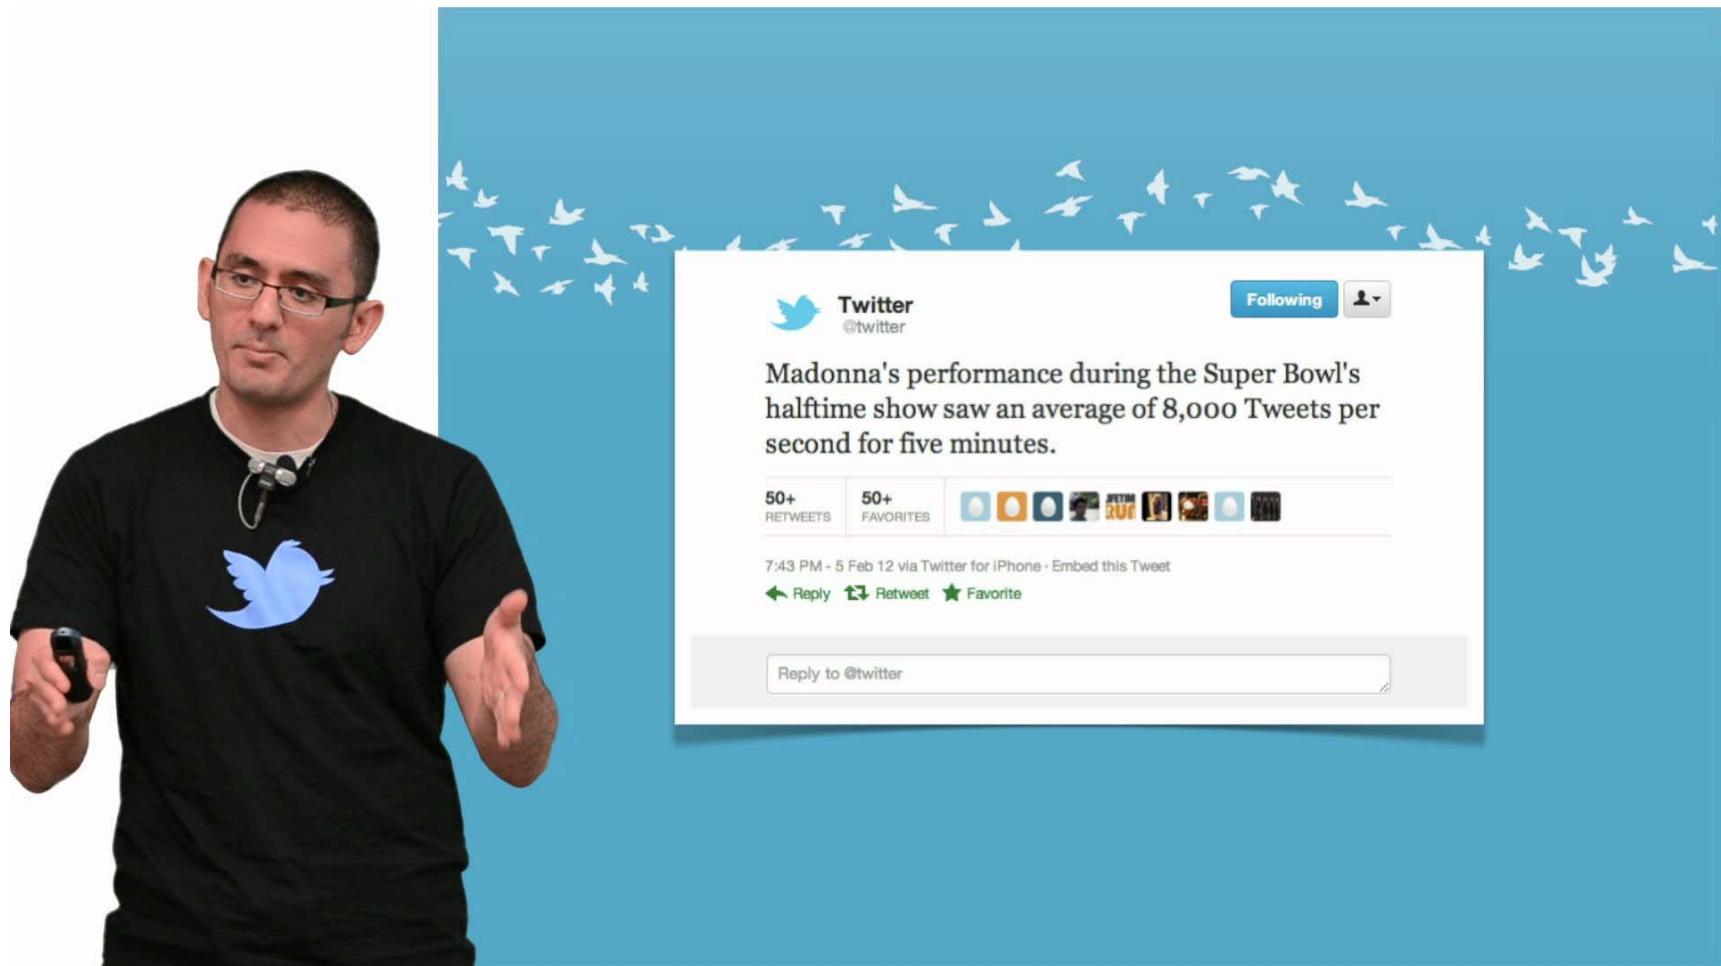 Twitter
@twitter
Following
Madonna's performance during the Super Bowl's
halftime show saw an average of 8,000 Tweets per
second for five minutes.
50+
RETWEETS
50+
FAVORITES
RUN
7:43 PM - 5 Feb 12 via Twitter for iPhone · Embed this Tweet
Reply
Retweet
Favorite
Reply to @twitter